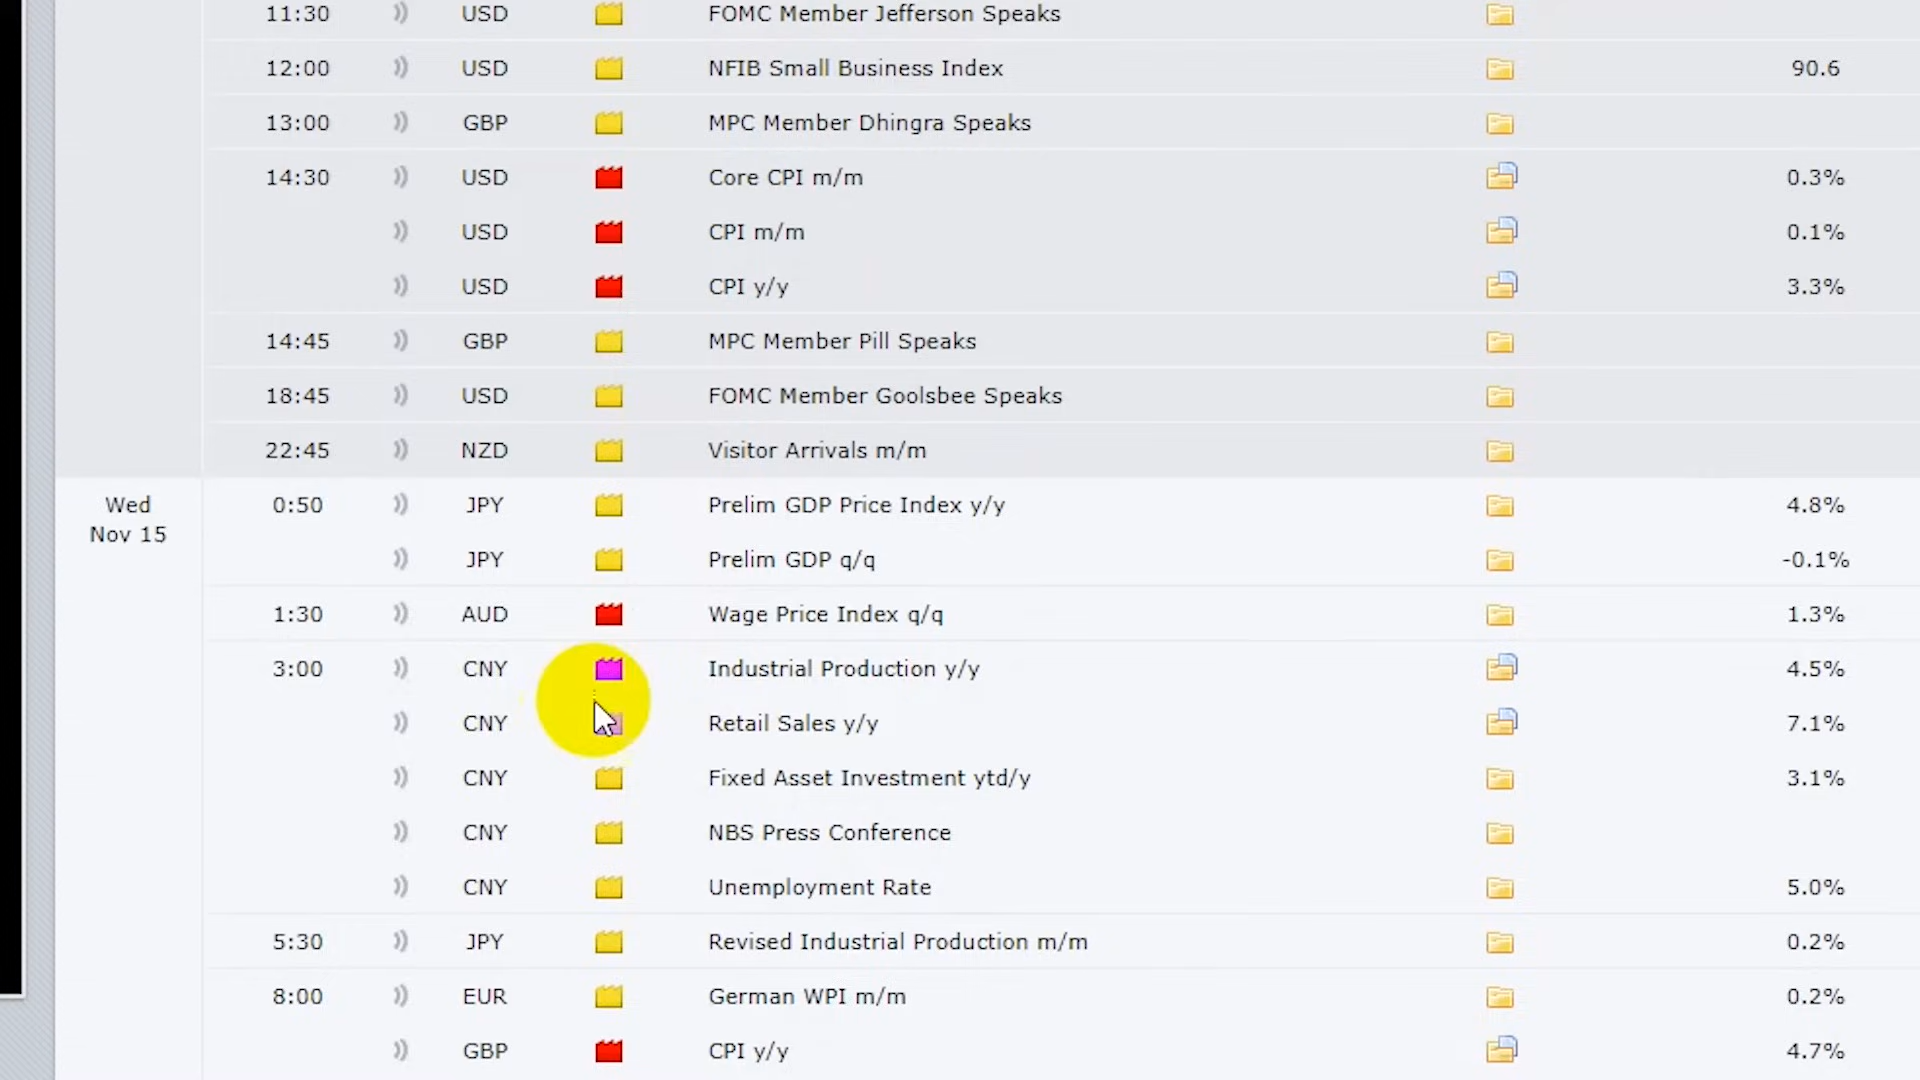 11:30 USD FOMC Member Jefferson Speaks
12:00 USD NFIB Small Business Index 90.6
13:00 GBP MPC Member Dhingra Speaks
14:30 USD Core CPI m/m 0.3%
USD CPI m/m 0.1%
USD CPI y/y 3.3%
14:45 GBP MPC Member Pill Speaks
18:45 USD FOMC Member Goolsbee Speaks
22:45 NZD Visitor Arrivals m/m
Wed
Nov 15
0:50 JPY Prelim GDP Price Index y/y 4.8%
JPY Prelim GDP q/q -0.1%
1:30 AUD Wage Price Index q/q 1.3%
3:00 CNY Industrial Production y/y 4.5%
CNY Retail Sales y/y 7.1%
CNY Fixed Asset Investment ytd/y 3.1%
CNY NBS Press Conference
CNY Unemployment Rate 5.0%
5:30 JPY Revised Industrial Production m/m 0.2%
8:00 EUR German WPI m/m 0.2%
GBP CPI y/y 4.7%